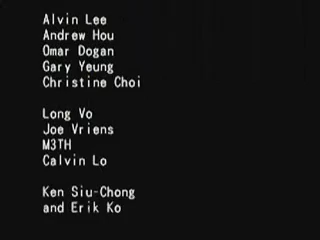 Alvin Lee
Andrew Hou
Omar Dogan
Gary Yeung
Christine Choi
Long Vo
Joe Vriens
M3TH
Calvin Lo
Ken Siu-Chong
and Erik Ko